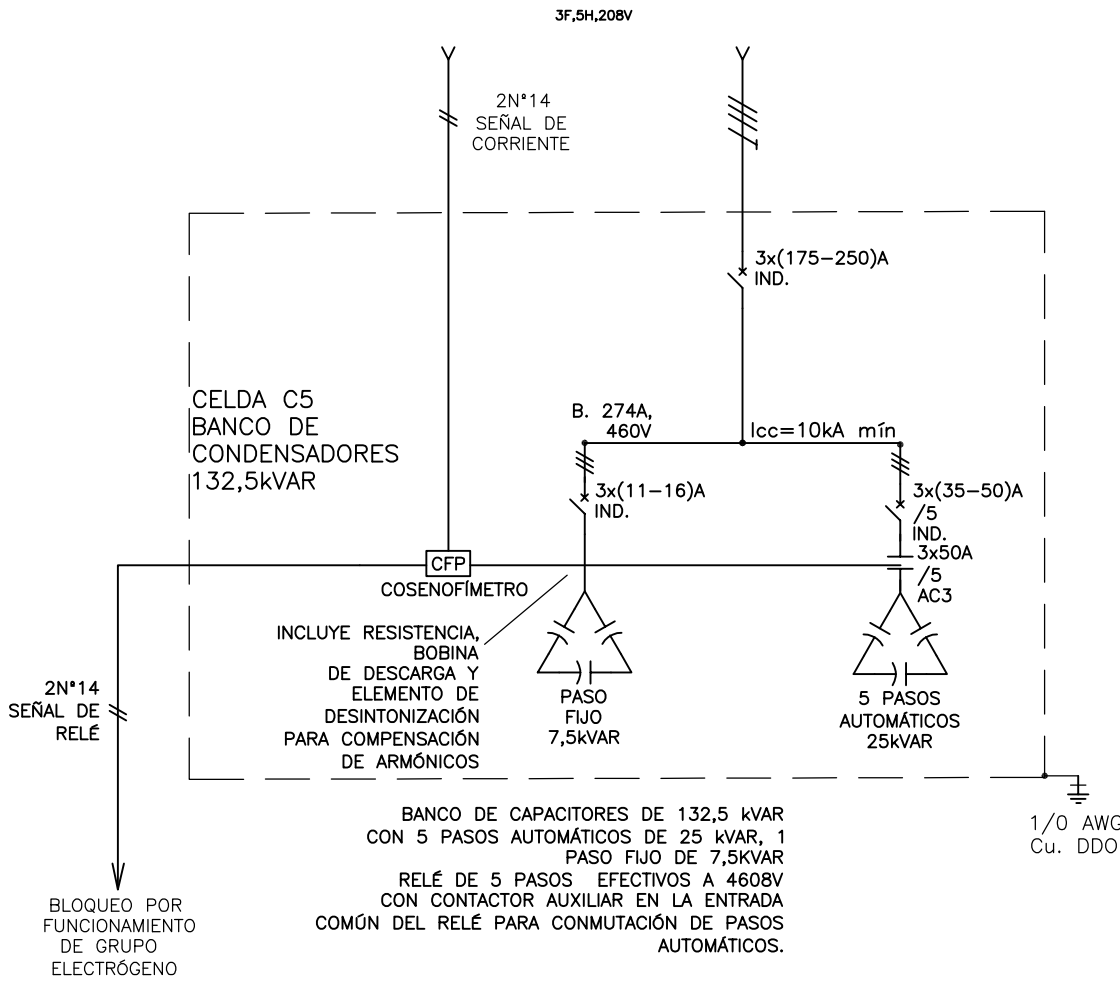 3F,5H,208V
2N°14
SEÑAL DE
CORRIENTE
3x(175-250)A
IND.
CELDA C5
BANCO DE
CONDENSADORES
132,5kVAR
B. 274A,
460V
Icc=10kA mín
3x(11-16)A
IND.
3x(35-50)A
/5
IND.
3x50A
/5
AC3
CFP
COSENOFÍMETRO
INCLUYE RESISTENCIA,
BOBINA
DE DESCARGA Y
ELEMENTO DE
DESINTONIZACIÓN
PARA COMPENSACIÓN
DE ARMÓNICOS
PASO
FIJO
7,5kVAR
5 PASOS
AUTOMÁTICOS
25kVAR
2N°14
SEÑAL DE
RELÉ
BANCO DE CAPACITORES DE 132,5 kVAR
CON 5 PASOS AUTOMÁTICOS DE 25 kVAR, 1
PASO FIJO DE 7,5KVAR
RELÉ DE 5 PASOS EFECTIVOS A 4608V
CON CONTACTOR AUXILIAR EN LA ENTRADA
COMÚN DEL RELÉ PARA CONMUTACIÓN DE PASOS
AUTOMÁTICOS.
1/0 AWG
Cu. DDO
BLOQUEO POR
FUNCIONAMIENTO
DE GRUPO
ELECTRÓGENO